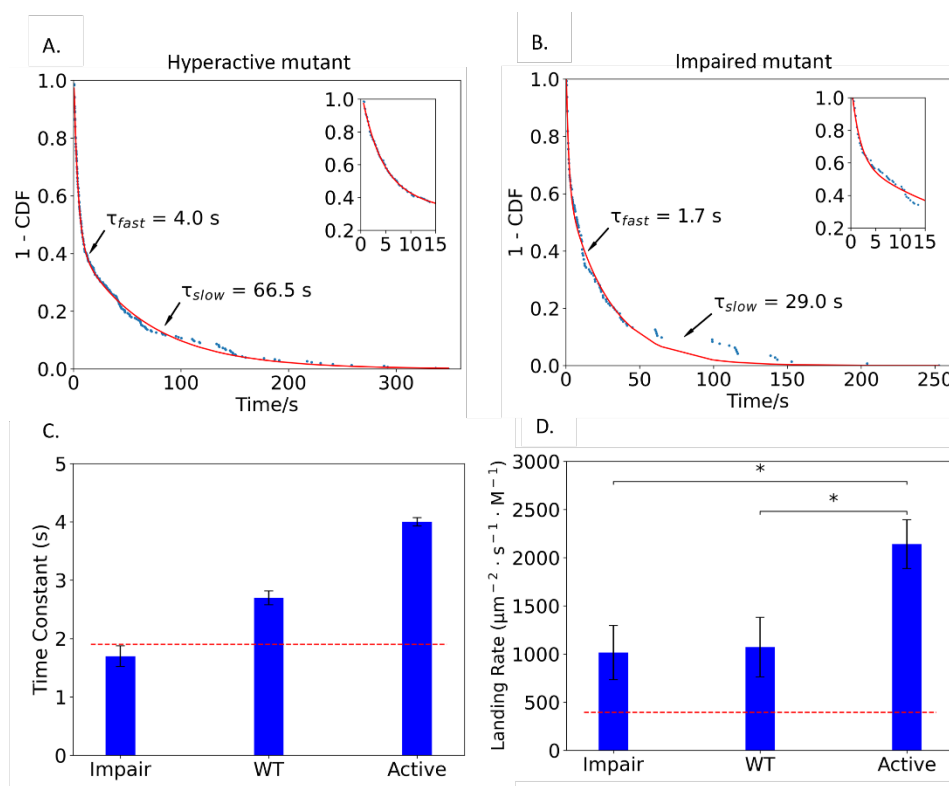 A.
Hyperactive mutant
1.0
0.8
0.6
0.4
0.2
0.0
1 - CDF
0
100
200
300
Time/s
τfast = 4.0 s
τslow = 66.5 s
1.0
0.8
0.6
0.4
0.2
0
5
10
15
B.
Impaired mutant
1.0
0.8
0.6
0.4
0.2
0.0
1 - CDF
0
50
100
150
200
250
Time/s
τfast = 1.7 s
τslow = 29.0 s
1.0
0.8
0.6
0.4
0.2
0
5
10
15
C.
5
4
3
2
1
0
Time Constant (s)
Impair
WT
Active
D.
3000
2500
2000
1500
1000
500
0
Landing Rate (μm⁻² · s⁻¹ · M⁻¹)
*
*
Impair
WT
Active